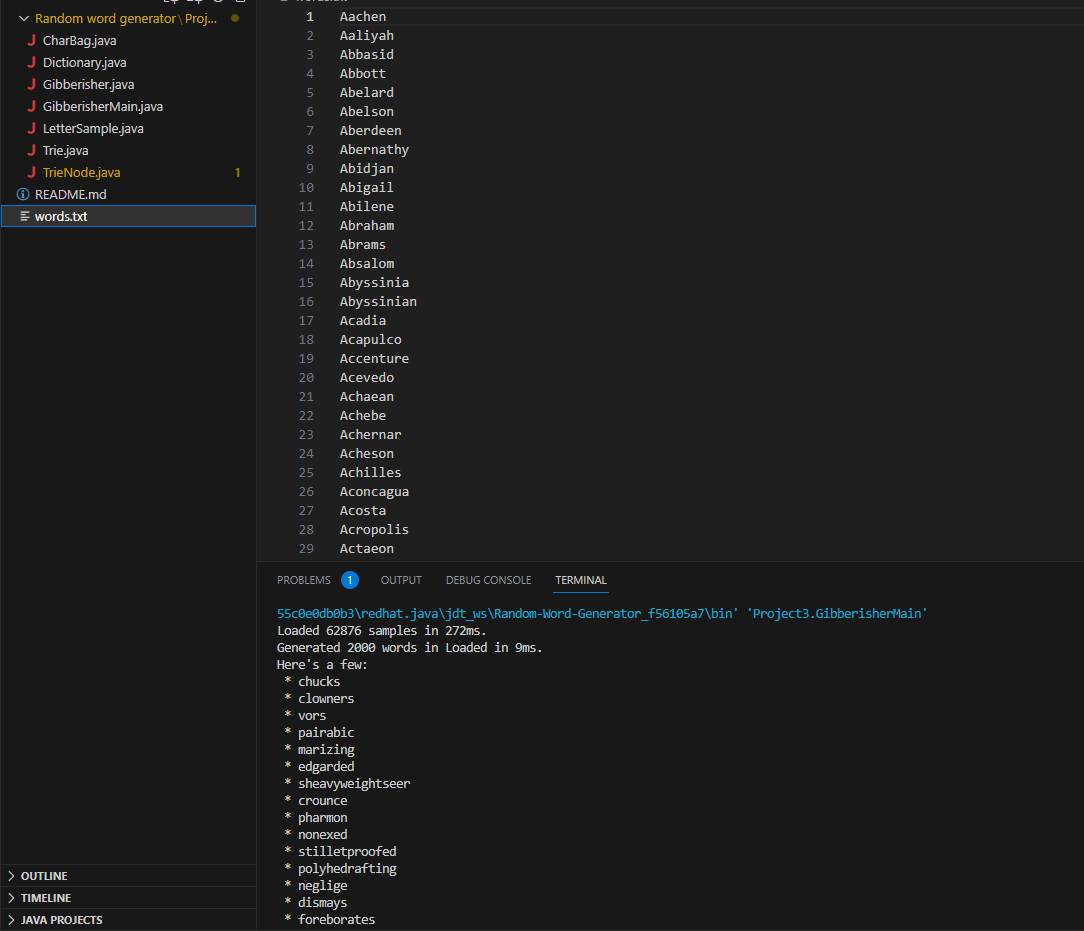 Random word generator \ Proj...
CharBag.java
Dictionary.java
Gibberisher.java
GibberisherMain.java
LetterSample.java
Trie.java
TrieNode.java 1
README.md
words.txt
OUTLINE
TIMELINE
JAVA PROJECTS
1 Aachen
2 Aaliyah
3 Abbasid
4 Abbott
5 Abelard
6 Abelson
7 Aberdeen
8 Abernathy
9 Abidjan
10 Abigail
11 Abilene
12 Abraham
13 Abrams
14 Absalom
15 Abyssinia
16 Abyssinian
17 Acadia
18 Acapulco
19 Accenture
20 Acevedo
21 Achaean
22 Achebe
23 Achernar
24 Acheson
25 Achilles
26 Aconcagua
27 Acosta
28 Acropolis
29 Actaeon
PROBLEMS 1 OUTPUT DEBUG CONSOLE TERMINAL
55c0e0db0b3\redhat.java\jdt_ws\Random-Word-Generator_f56105a7\bin' 'Project3.GibberisherMain'
Loaded 62876 samples in 272ms.
Generated 2000 words in Loaded in 9ms.
Here's a few:
* chucks
* clowners
* vors
* pairabic
* marizing
* edgarded
* sheavyweightseer
* crounce
* pharmon
* nonexed
* stilletproofed
* polyhedrafting
* neglige
* dismays
* foreborates